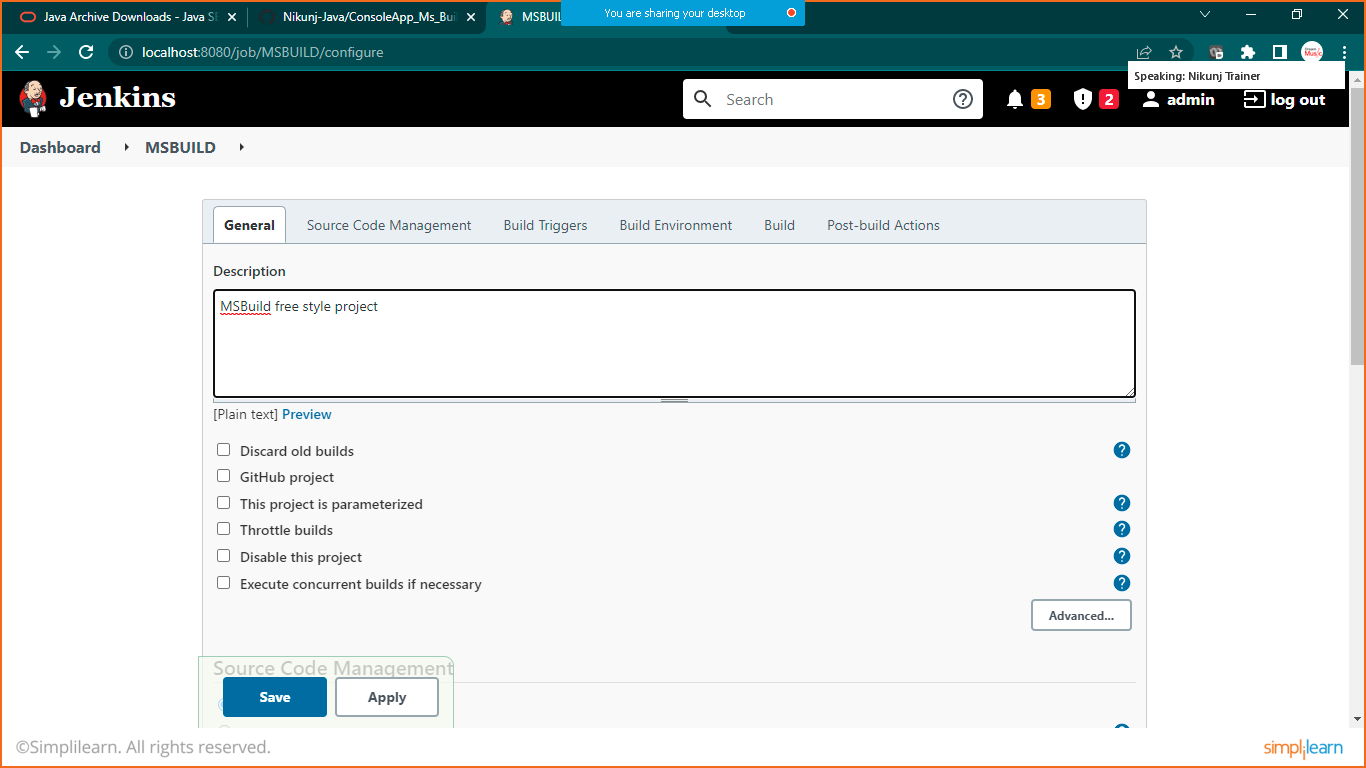 Java Archive Downloads - Java SE
Nikunj-Java/ConsoleApp_Ms_Bui
MSBUIL
You are sharing your desktop
localhost:8080/job/MSBUILD/configure
Music
Speaking: Nikunj Trainer
Jenkins
Search
3
2
admin
log out
Dashboard
MSBUILD
General
Source Code Management
Build Triggers
Build Environment
Build
Post-build Actions
Description
MSBuild free style project
[Plain text] Preview
Discard old builds
GitHub project
This project is parameterized
Throttle builds
Disable this project
Execute concurrent builds if necessary
Advanced...
Source Code Management
Save
Apply
©Simplilearn. All rights reserved.
simplilearn